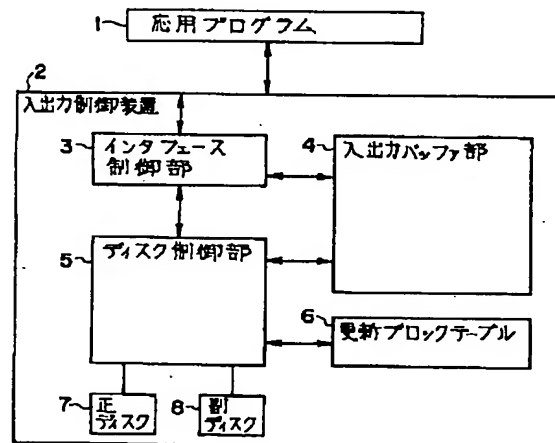 1
応用プログラム
2
入出力制御装置
3
インタフェース
制御部
4
入出力バッファ部
5
ディスク制御部
6
更新ブロックテーブル
7
正
ディスク
8
副
ディスク